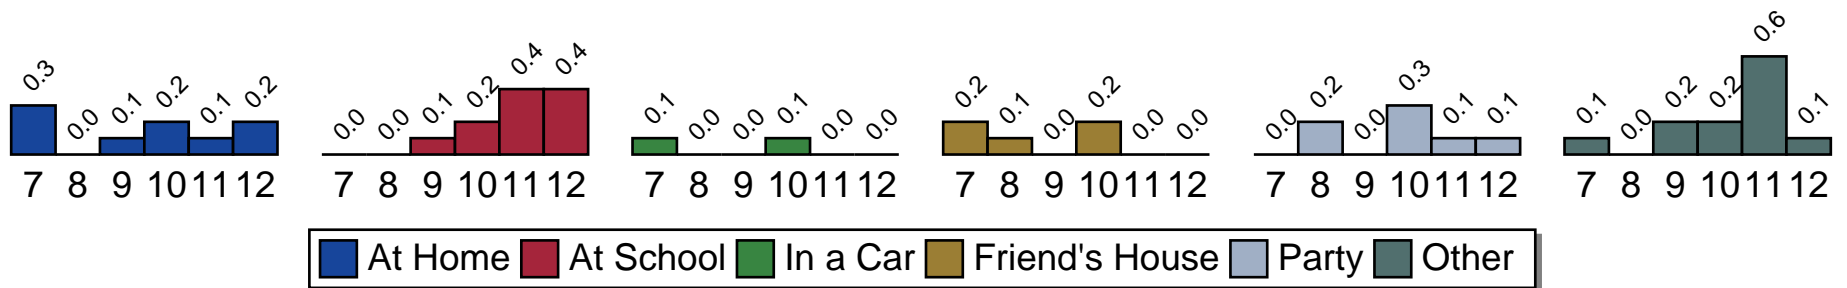 0.3 0.0 0.1 0.2 0.1 0.2 0.0 0.0 0.1 0.2 0.4 0.4 0.1 0.0 0.0 0.1 0.0 0.0 0.2 0.1 0.0 0.2 0.0 0.0 0.0 0.2 0.0 0.3 0.1 0.1 0.1 0.0 0.2 0.2 0.6 0.1
7 8 9 10 11 12 7 8 9 10 11 12 7 8 9 10 11 12 7 8 9 10 11 12 7 8 9 10 11 12 7 8 9 10 11 12
At Home At School In a Car Friend's House Party Other